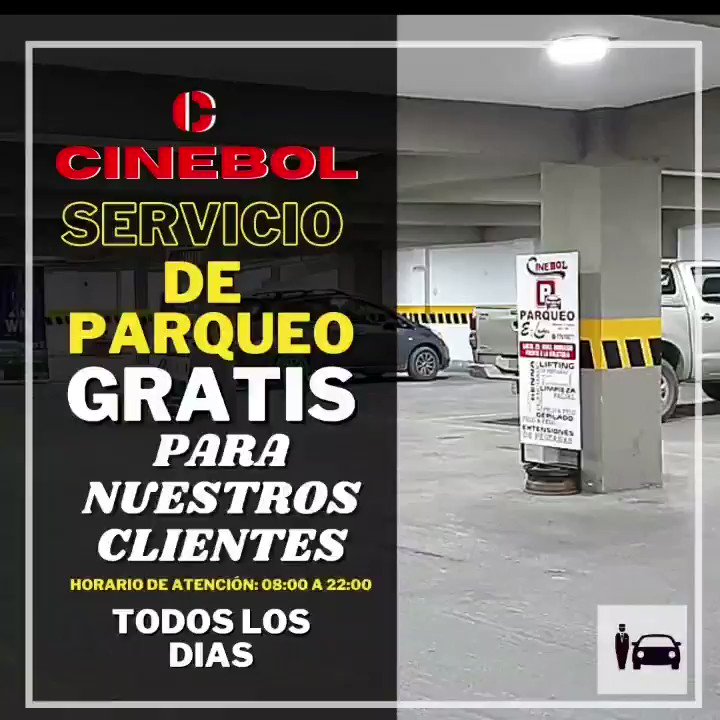 C
CINEBOL
SERVICIO
DE
PARQUEO
GRATIS
PARA
NUESTROS
CLIENTES
HORARIO DE ATENCIÓN: 08:00 A 22:00
TODOS LOS
DIAS
CINEBOL
P
PARQUEO
LIFTING
LIMPIEZA
FACIAL
DEPILADO
EXTENSIONES
DE PESTAÑAS